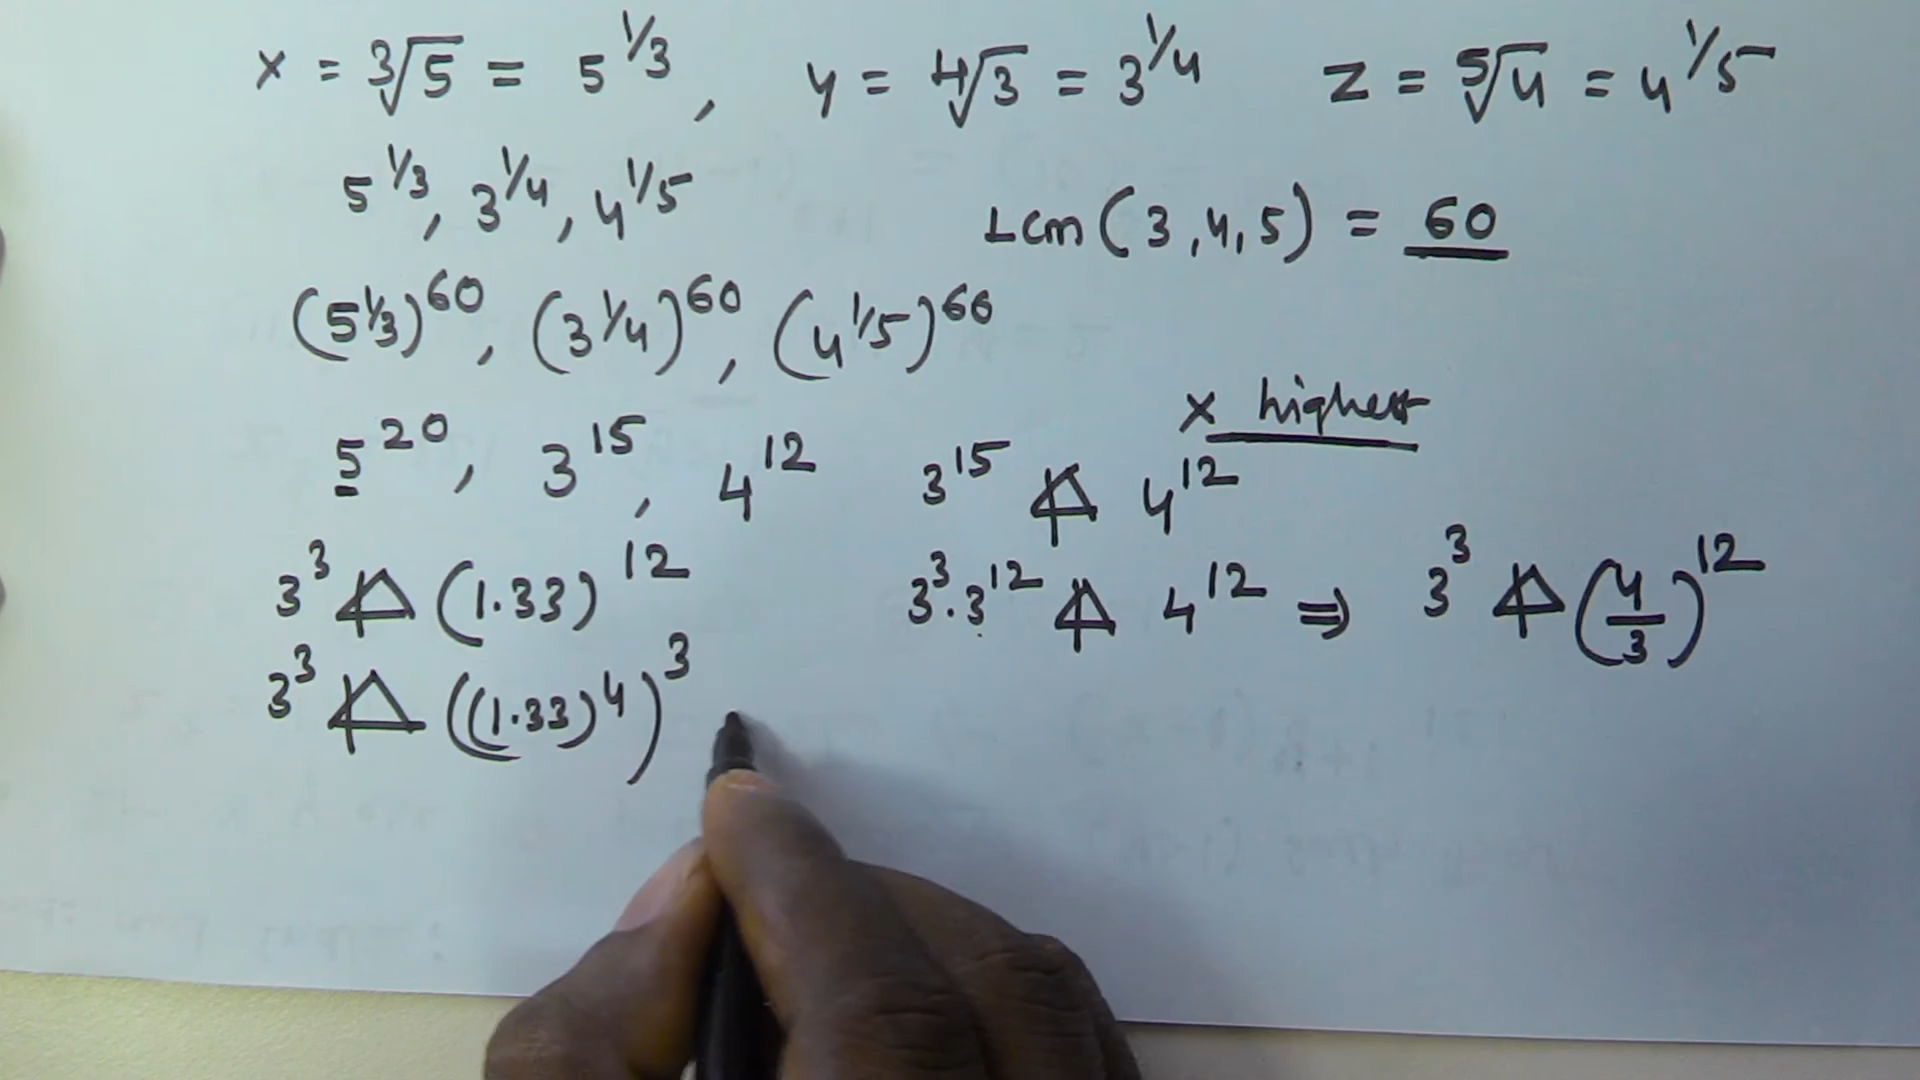 x = ∛5 = 5^1/3, y = ∜3 = 3^1/4 z = ⁵√4 = 4^1/5
5^1/3, 3^1/4, 4^1/5
Lcm(3,4,5) = 60
(5^1/3)^60, (3^1/4)^60, (4^1/5)^60
x highest
5^20, 3^15, 4^12
3^15 △ 4^12
3^3 △ (1.33)^12
3^3.3^12 △ 4^12 ⇒ 3^3 △ (4/3)^12
3^3 △ ((1.33)^4)^3